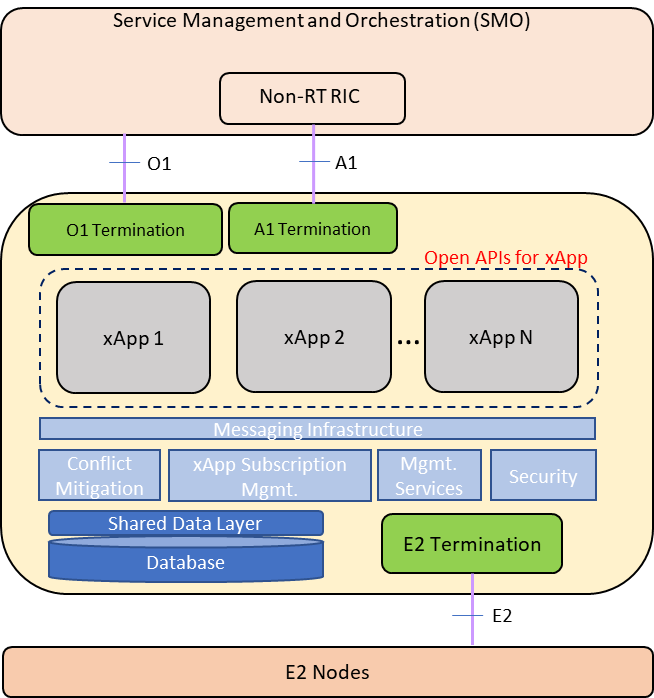 Service Management and Orchestration (SMO)
Non-RT RIC
O1
A1
O1 Termination
A1 Termination
Open APIs for xApp
xApp 1
xApp 2
...
xApp N
Messaging Infrastructure
Conflict
Mitigation
xApp Subscription
Mgmt.
Mgmt.
Services
Security
Shared Data Layer
Database
E2 Termination
E2
E2 Nodes